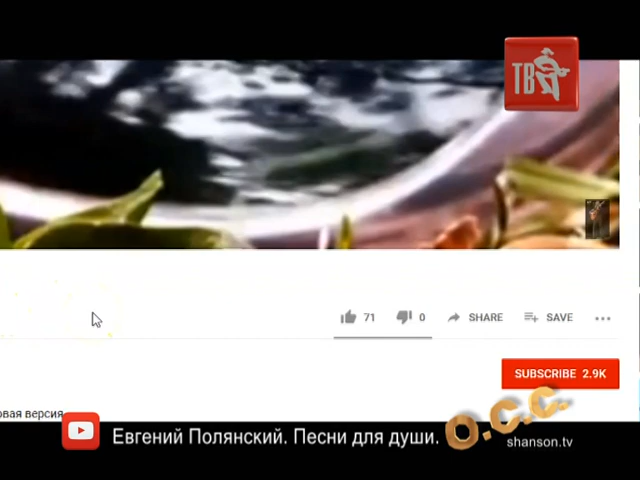 ТВ
71 0 SHARE SAVE
SUBSCRIBE 2.9K
овая версия
Евгений Полянский. Песни для души.
О.С.С.
shanson.tv